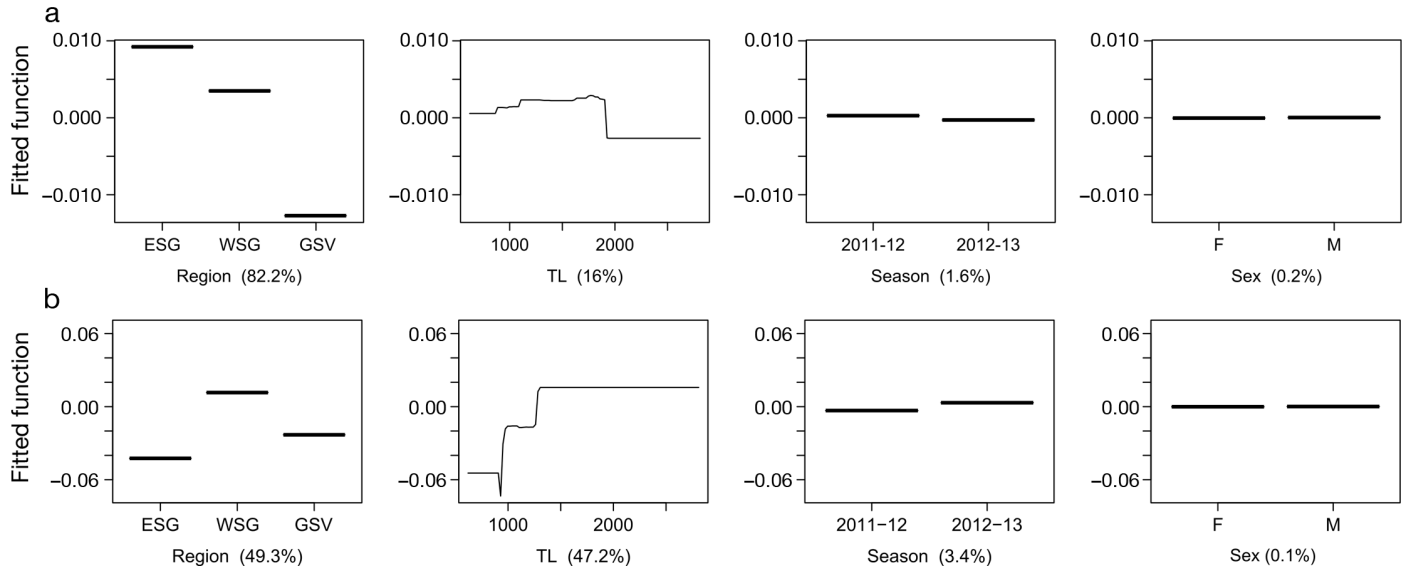 a
Fitted function
0.010
0.000
−0.010
ESG WSG GSV
Region (82.2%)
0.010
0.000
−0.010
1000 2000
TL (16%)
0.010
0.000
−0.010
2011-12 2012-13
Season (1.6%)
0.010
0.000
−0.010
F M
Sex (0.2%)
b
Fitted function
0.06
0.00
−0.06
ESG WSG GSV
Region (49.3%)
0.06
0.00
−0.06
1000 2000
TL (47.2%)
0.06
0.00
−0.06
2011−12 2012−13
Season (3.4%)
0.06
0.00
−0.06
F M
Sex (0.1%)